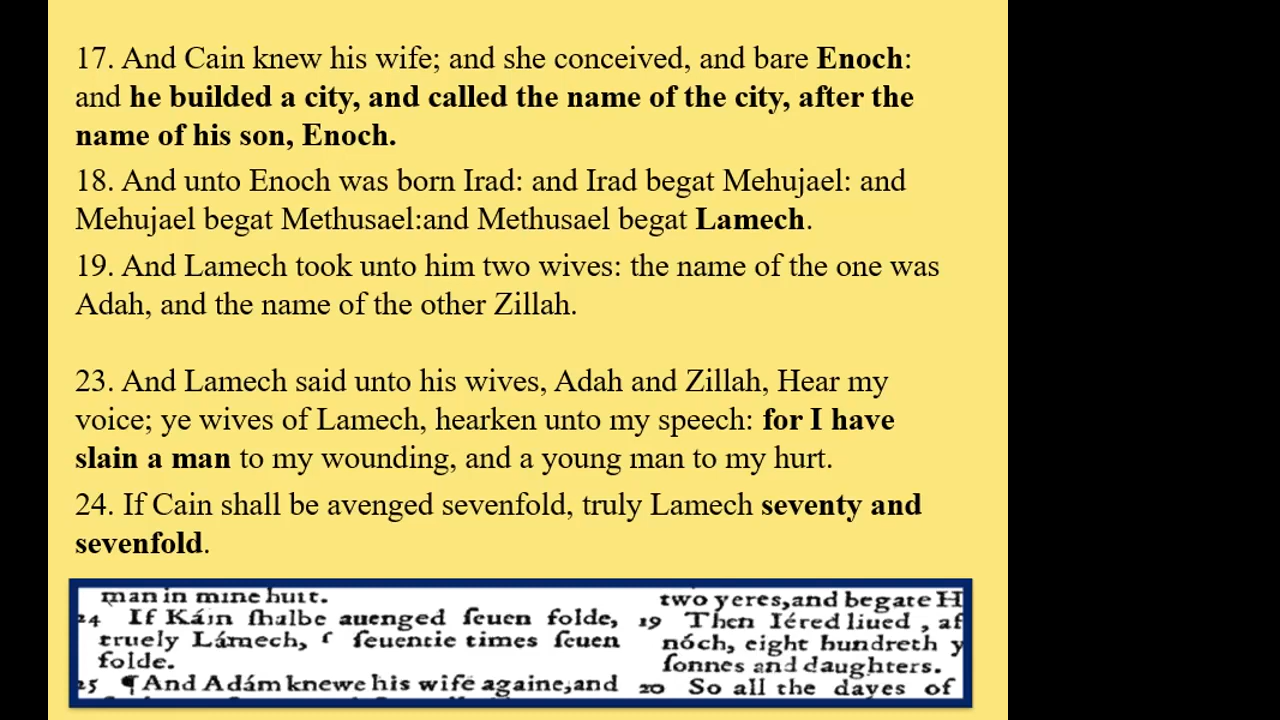 17. And Cain knew his wife; and she conceived, and bare Enoch:
and he builded a city, and called the name of the city, after the
name of his son, Enoch.
18. And unto Enoch was born Irad: and Irad begat Mehujael: and
Mehujael begat Methusael:and Methusael begat Lamech.
19. And Lamech took unto him two wives: the name of the one was
Adah, and the name of the other Zillah.
23. And Lamech said unto his wives, Adah and Zillah, Hear my
voice; ye wives of Lamech, hearken unto my speech: for I have
slain a man to my wounding, and a young man to my hurt.
24. If Cain shall be avenged sevenfold, truly Lamech seventy and
sevenfold.
man in mine hurt.
24 If Káin ſhalbe auenged ſeuen folde,
truely Lámech, ſ ſeuentie times ſeuen
folde.
25 ¶ And Adám knewe his wife againe,and
two yeres,and begate H
19 Then Iéred liued , af
nóch, eight hundreth y
ſonnes and daughters.
20 So all the dayes of